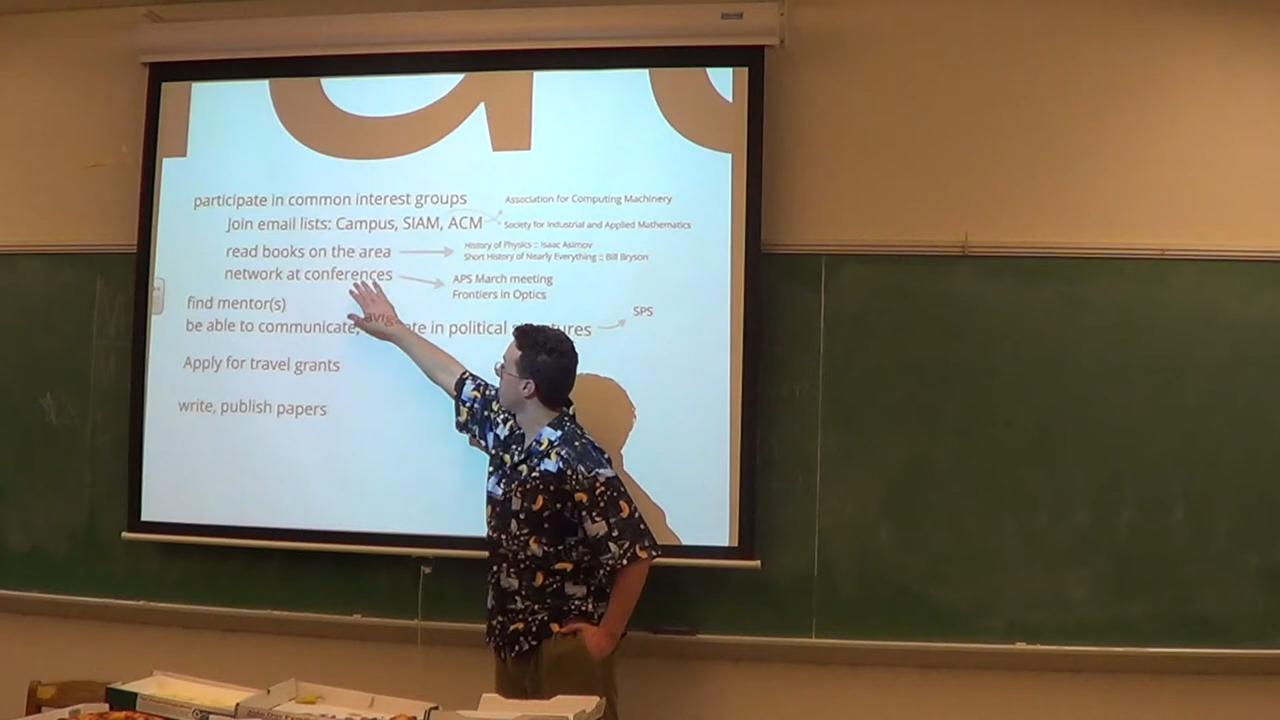 participate in common interest groups
Association for Computing Machinery
Join email lists: Campus, SIAM, ACM
Society for Industrial and Applied Mathematics
read books on the area
History of Physics :: Isaac Asimov
Short History of Nearly Everything :: Bill Bryson
network at conferences
APS March meeting
Frontiers in Optics
find mentor(s)
SPS
be able to communicate, in political structures
Apply for travel grants
write, publish papers